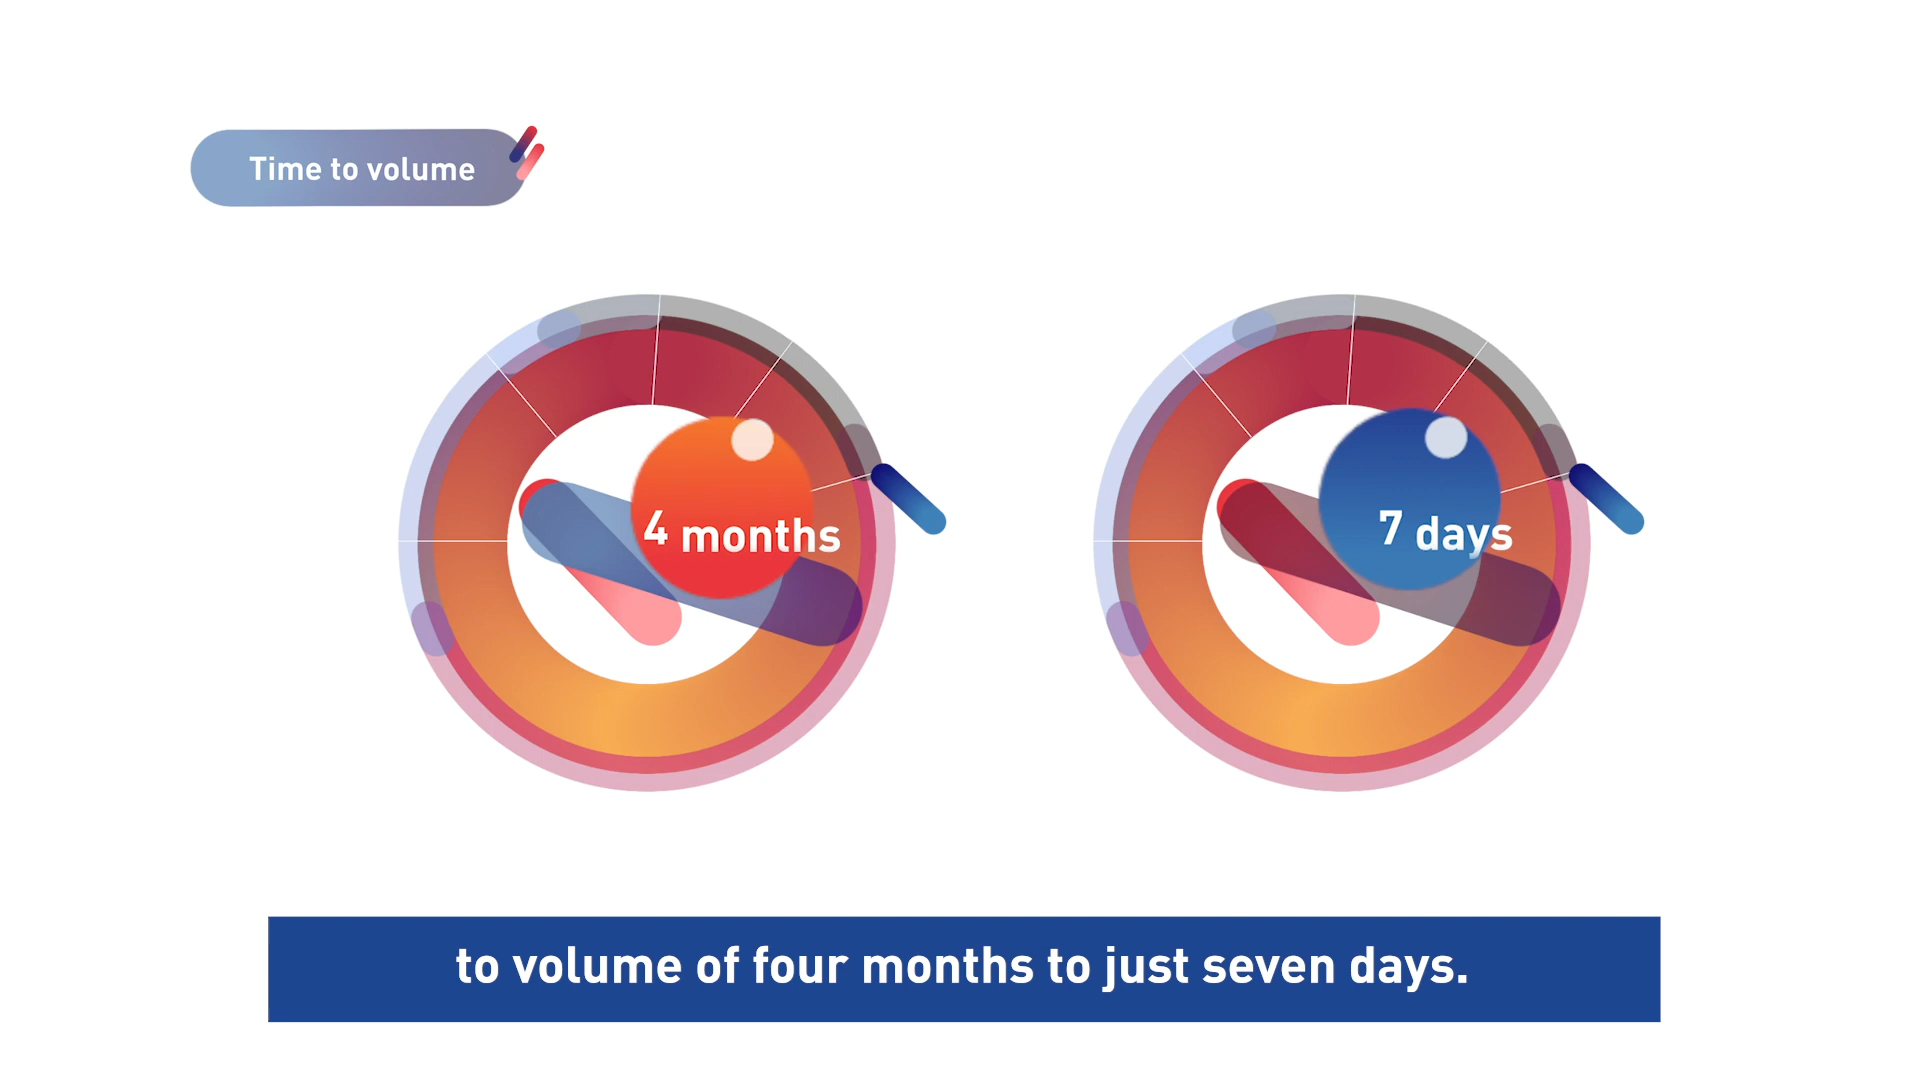 Time to volume
4 months
7 days
to volume of four months to just seven days.